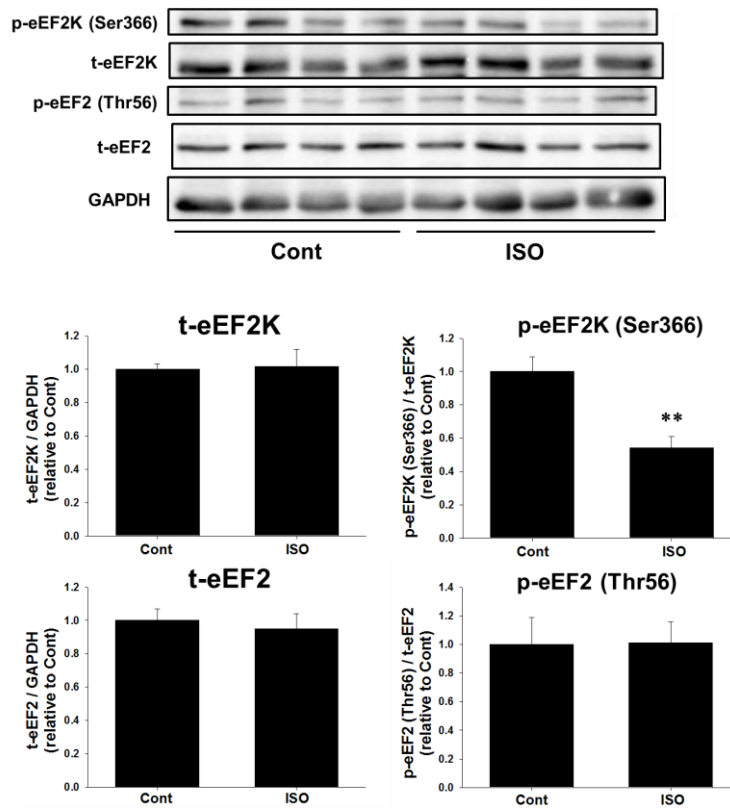 p-eEF2K (Ser366)
t-eEF2K
p-eEF2 (Thr56)
t-eEF2
GAPDH
Cont ISO
t-eEF2K
t-eEF2K / GAPDH
(relative to Cont)
1.2
1.0
0.8
0.6
0.4
0.2
0.0
Cont ISO
p-eEF2K (Ser366)
p-eEF2K (Ser366) / t-eEF2K
(relative to Cont)
1.2
1.0
0.8
0.6
0.4
0.2
0.0
**
Cont ISO
t-eEF2
t-eEF2 / GAPDH
(relative to Cont)
1.2
1.0
0.8
0.6
0.4
0.2
0.0
Cont ISO
p-eEF2 (Thr56)
p-eEF2 (Thr56) / t-eEF2
(relative to Cont)
1.4
1.2
1.0
0.8
0.6
0.4
0.2
0.0
Cont ISO